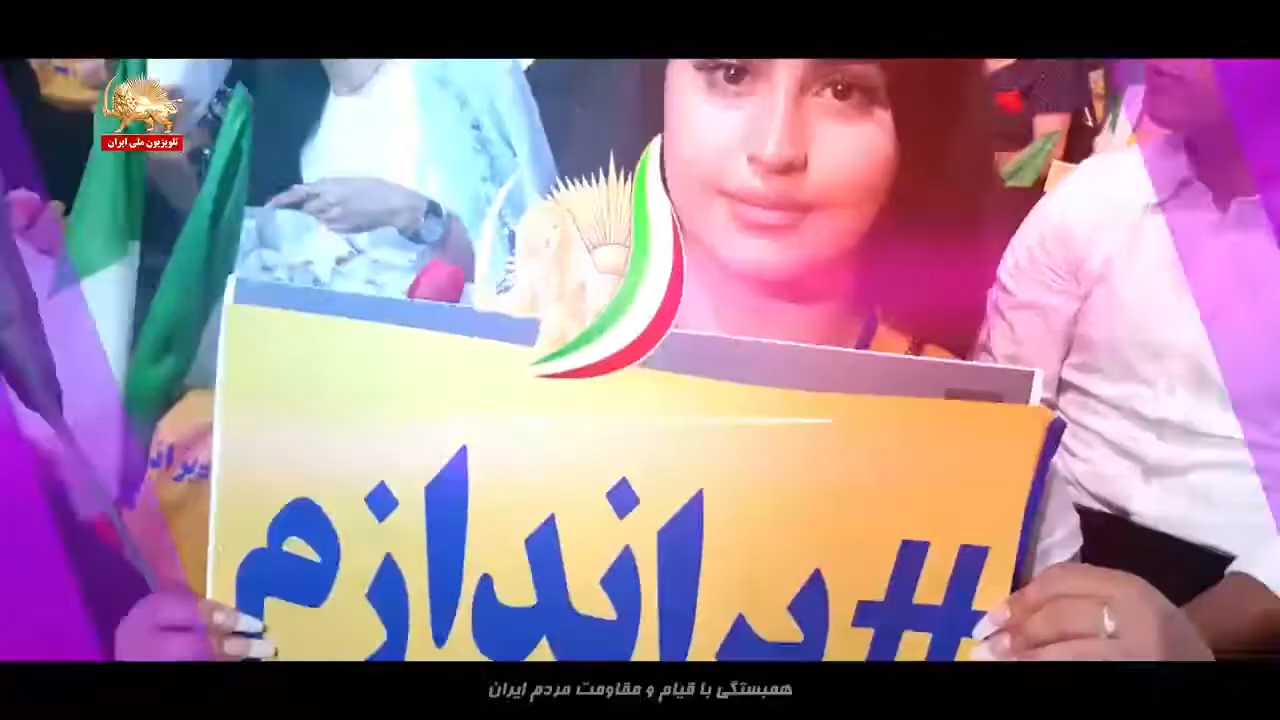 تلویزیون ملی ایران
#براندازم
همبستگی با قیام و مقاومت مردم ایران